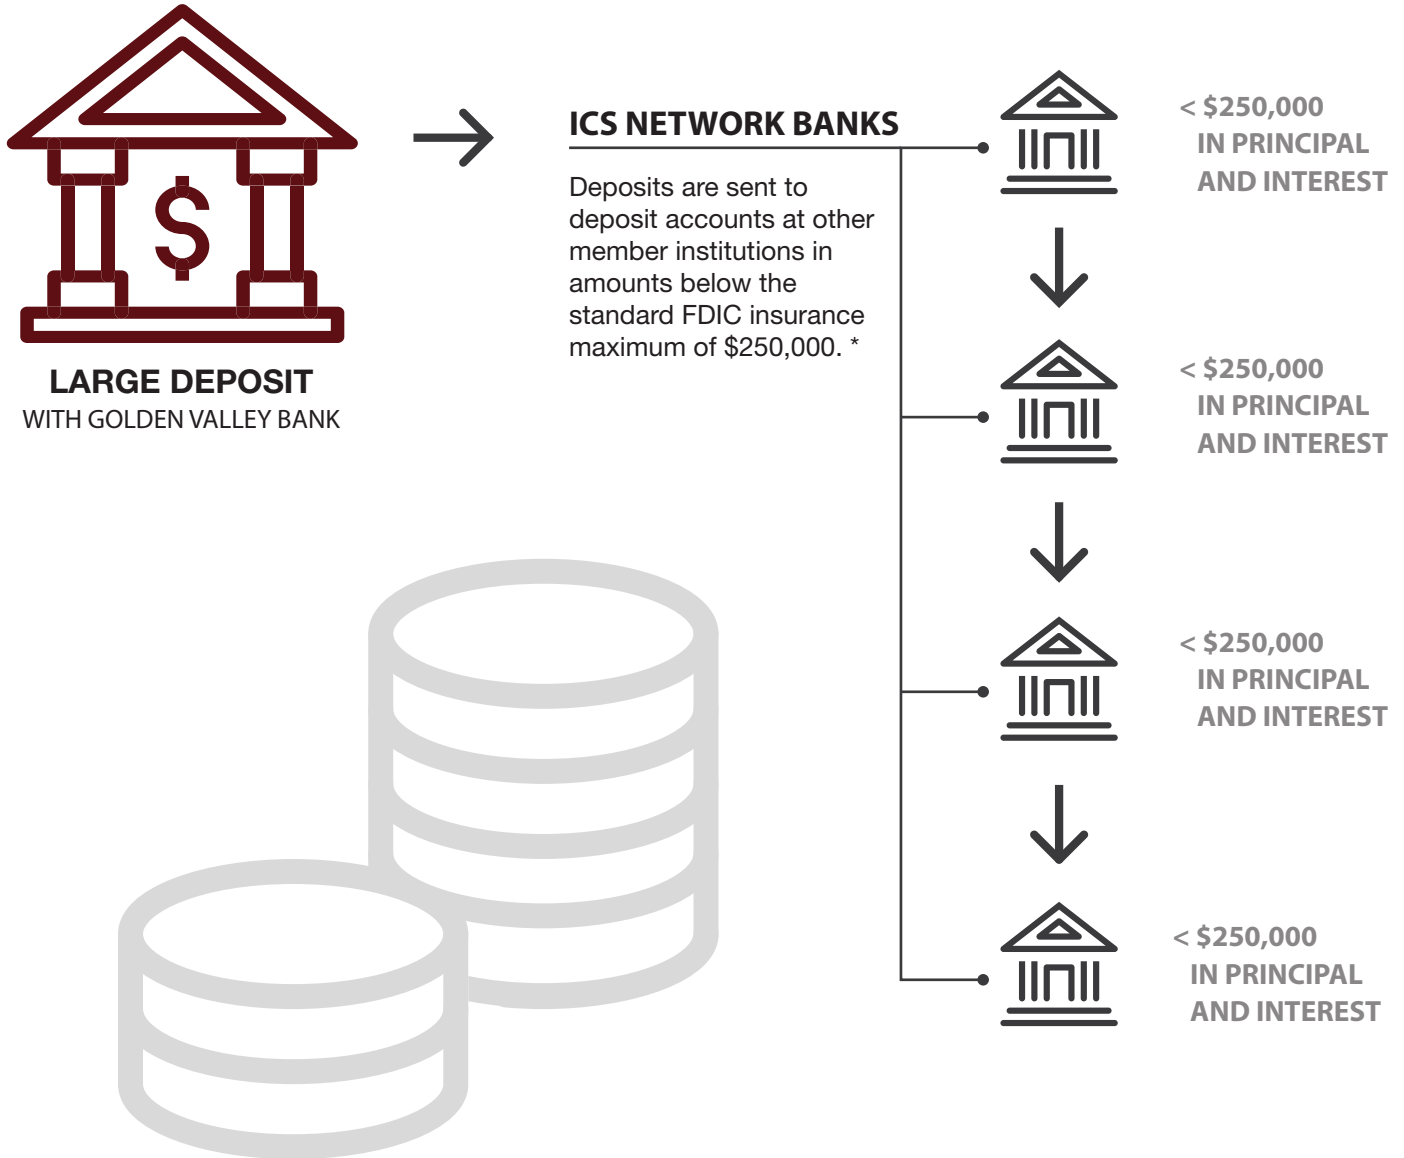 LARGE DEPOSIT
WITH GOLDEN VALLEY BANK
ICS NETWORK BANKS
Deposits are sent to
deposit accounts at other
member institutions in
amounts below the
standard FDIC insurance
maximum of $250,000. *
< $250,000
IN PRINCIPAL
AND INTEREST
< $250,000
IN PRINCIPAL
AND INTEREST
< $250,000
IN PRINCIPAL
AND INTEREST
< $250,000
IN PRINCIPAL
AND INTEREST